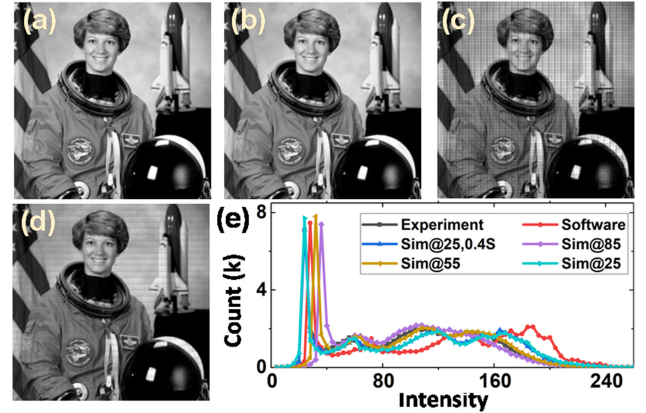 (a)
(b)
(c)
(d)
(e)
8
4
0
Count (k)
Experiment
Software
Sim@25,0.4S
Sim@85
Sim@55
Sim@25
0 80 160 240
Intensity